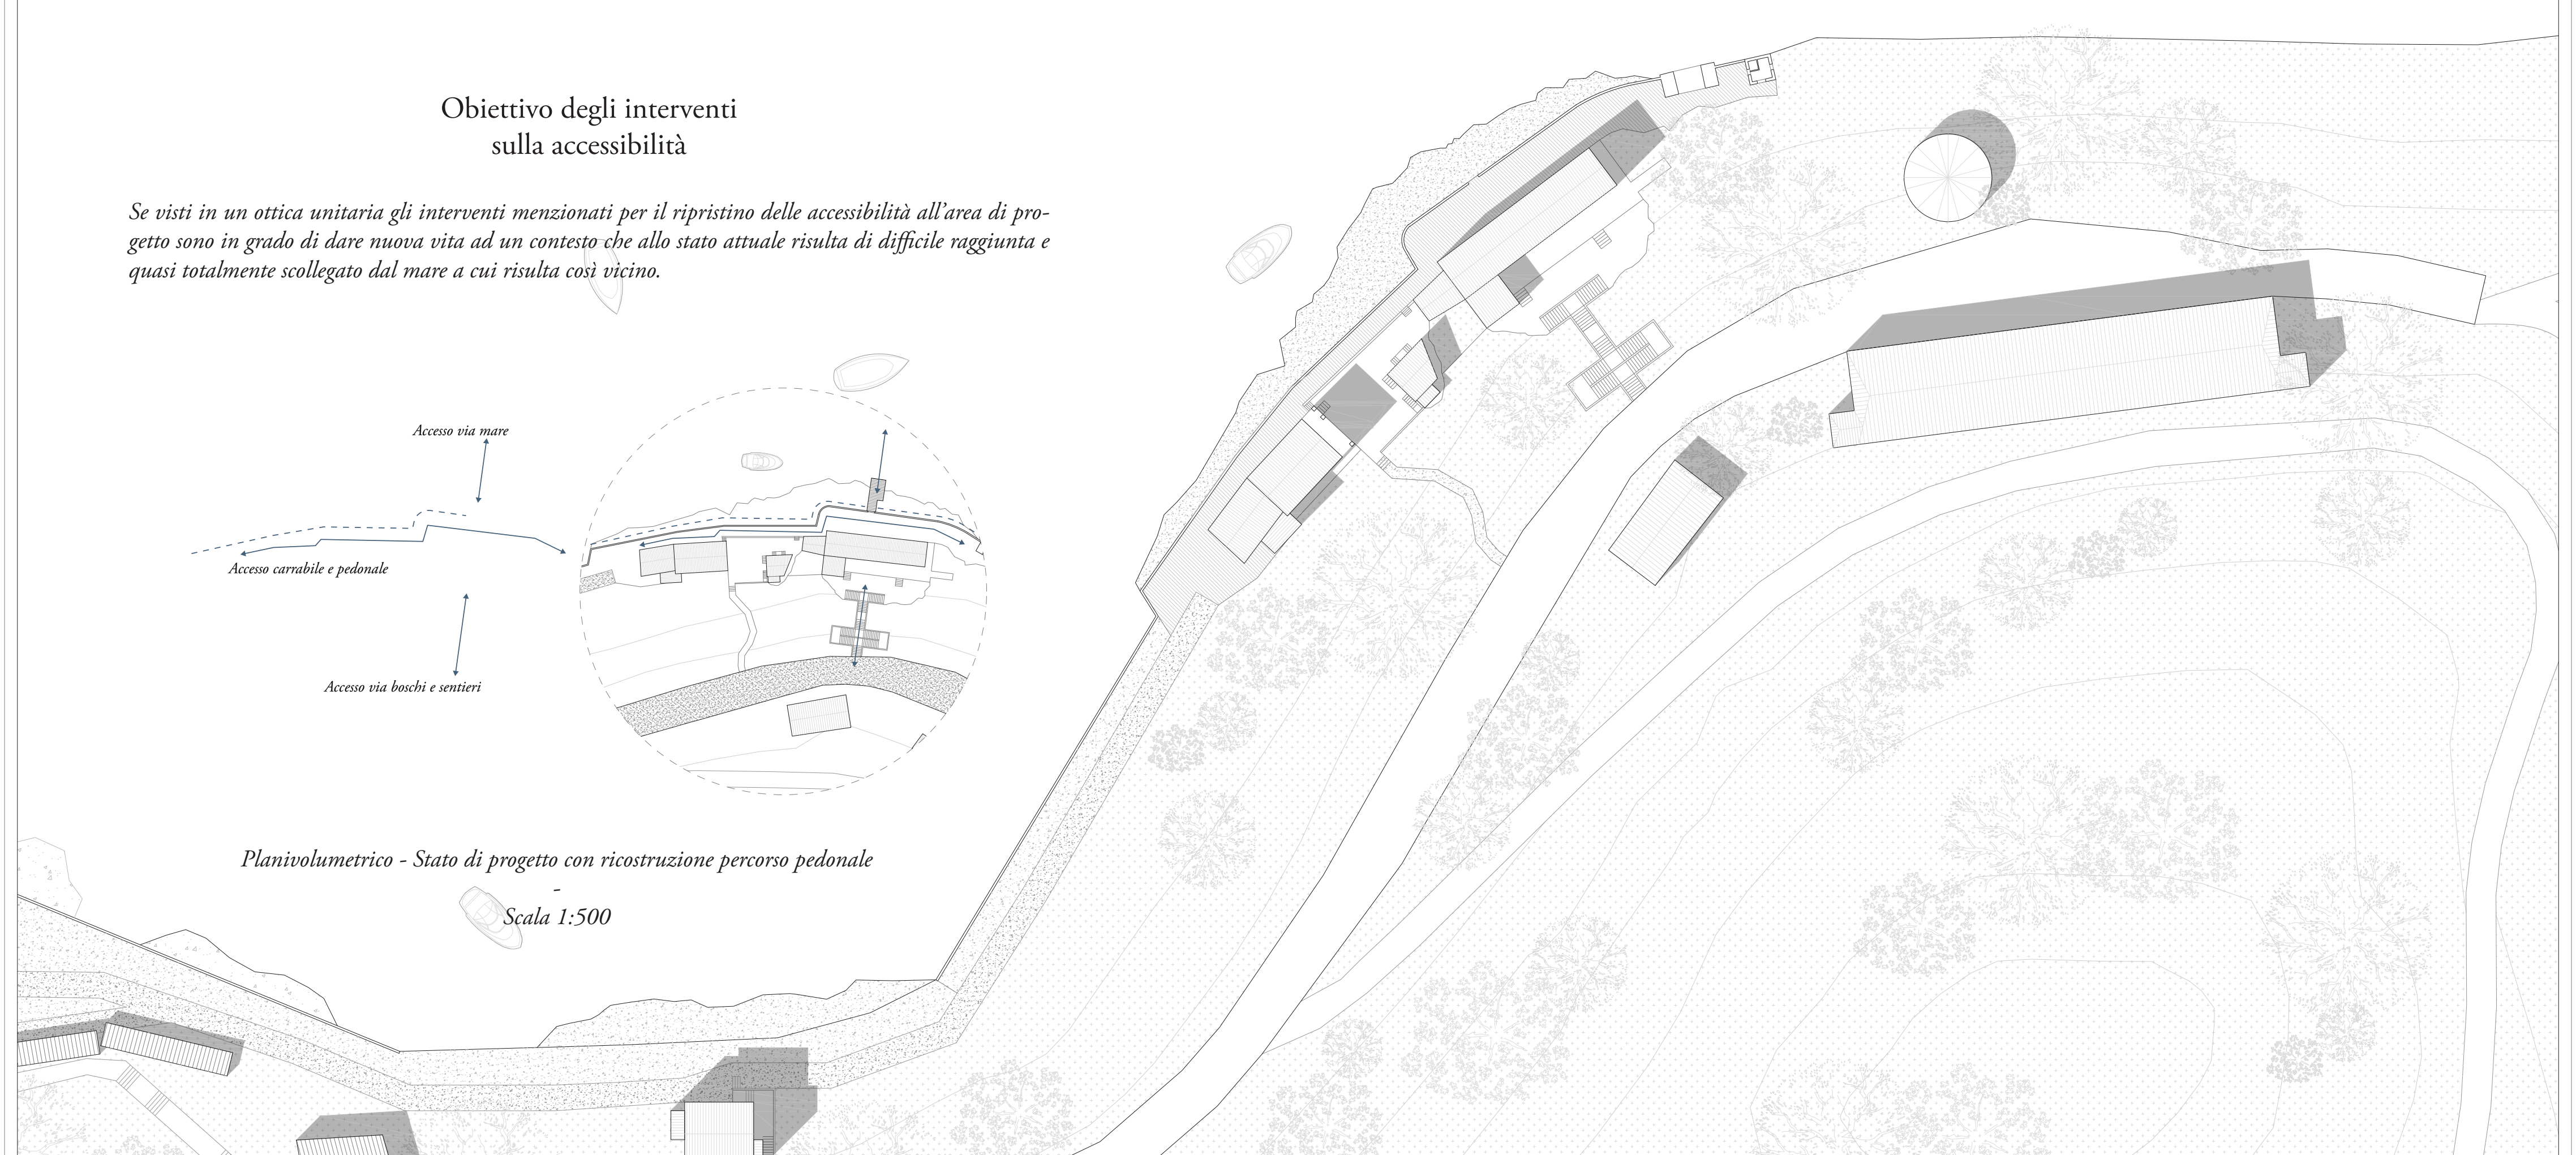 Obiettivo degli interventi
sulla accessibilità
Se visti in un ottica unitaria gli interventi menzionati per il ripristino delle accessibilità all’area di pro-
getto sono in grado di dare nuova vita ad un contesto che allo stato attuale risulta di difficile raggiunta e
quasi totalmente scollegato dal mare a cui risulta così vicino.
Accesso via mare
Accesso carrabile e pedonale
Accesso via boschi e sentieri
Planivolumetrico - Stato di progetto con ricostruzione percorso pedonale
-
Scala 1:500